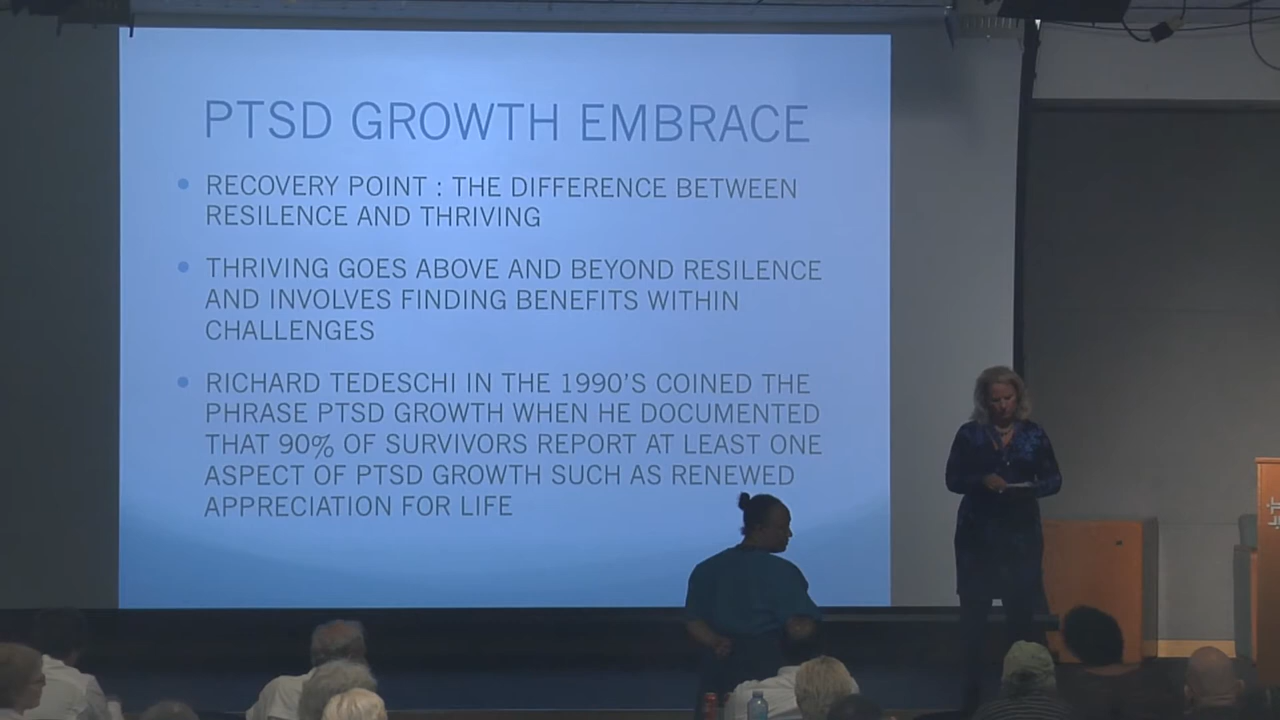 PTSD GROWTH EMBRACE
RECOVERY POINT : THE DIFFERENCE BETWEEN
RESILENCE AND THRIVING
THRIVING GOES ABOVE AND BEYOND RESILENCE
AND INVOLVES FINDING BENEFITS WITHIN
CHALLENGES
RICHARD TEDESCHI IN THE 1990'S COINED THE
PHRASE PTSD GROWTH WHEN HE DOCUMENTED
THAT 90% OF SURVIVORS REPORT AT LEAST ONE
ASPECT OF PTSD GROWTH SUCH AS RENEWED
APPRECIATION FOR LIFE